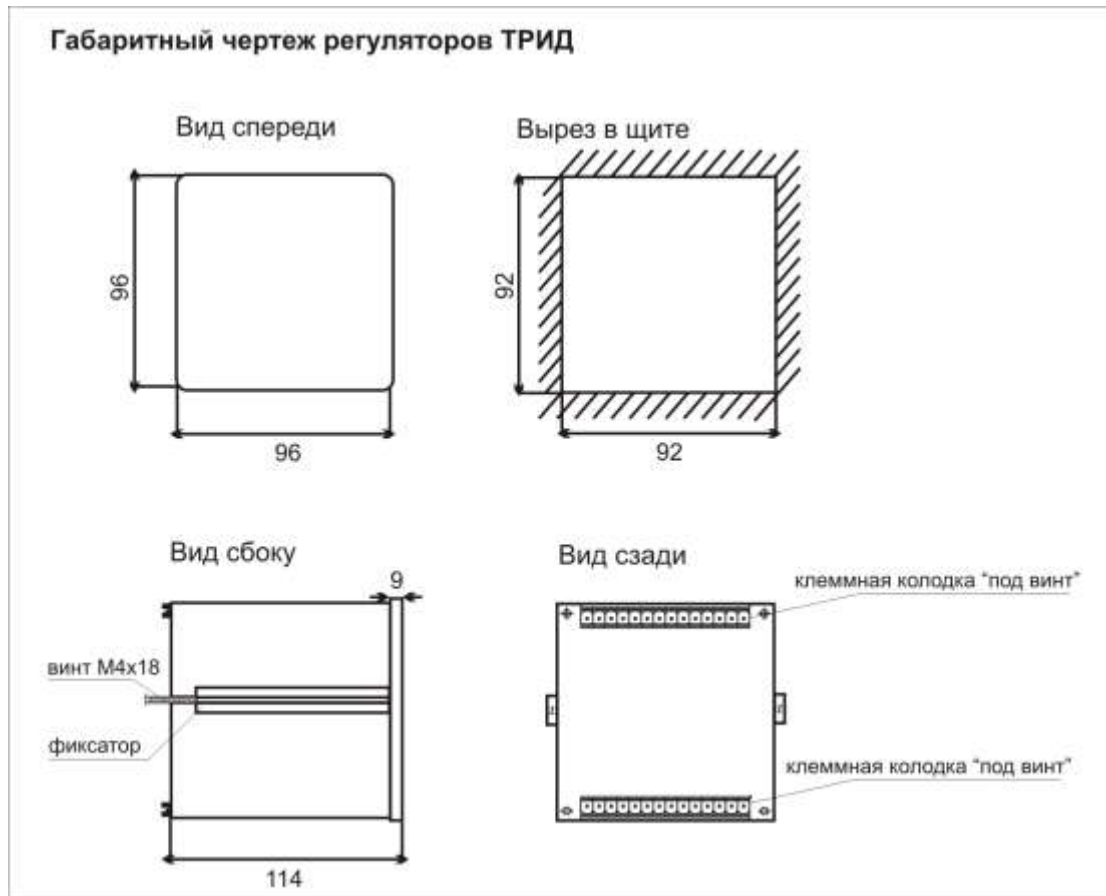 Габаритный чертеж регуляторов ТРИД
Вид спереди
Вырез в щите
96
92
96
92
Вид сбоку
Вид сзади
9
клеммная колодка “под винт”
винт М4х18
фиксатор
клеммная колодка “под винт”
114